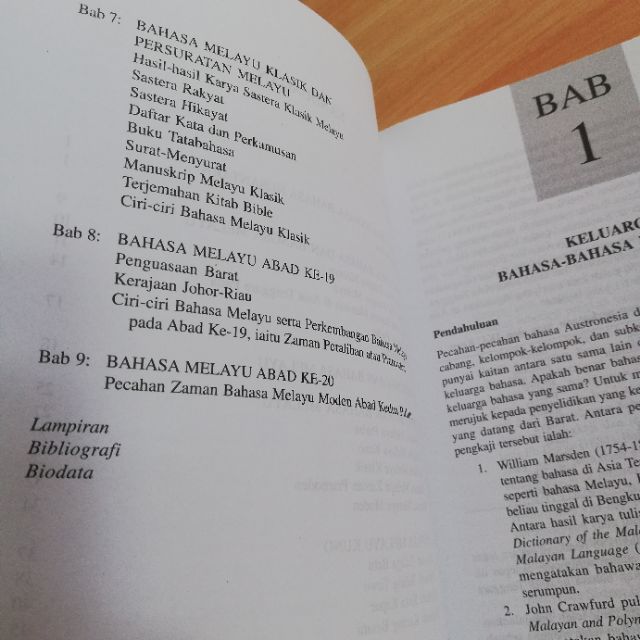 Bab 7: BAHASA MELAYU KLASIK DAN
PERSURATAN MELAYU
Hasil-hasil Karya Sastera Klasik Melayu
Sastera Rakyat
Sastera Hikayat
Daftar Kata dan Perkamusan
Buku Tatabahasa
Surat-Menyurat
Manuskrip Melayu Klasik
Terjemahan Kitab Bible
Ciri-ciri Bahasa Melayu Klasik
Bab 8: BAHASA MELAYU ABAD KE-19
Penguasaan Barat
Kerajaan Johor-Riau
Ciri-ciri Bahasa Melayu serta Perkembangan Bahasa
pada Abad Ke-19, iaitu Zaman Peralihan atau
Bab 9: BAHASA MELAYU ABAD KE-20
Pecahan Zaman Bahasa Melayu Moden Abad Kedua
Lampiran
Bibliografi
Biodata
BAB
1
KELUARG
BAHASA-BAHASA
Pendahuluan
Pecahan-pecahan bahasa Austronesia d
cabang, kelompok-kelompok, dan subk
punyai kaitan antara satu sama lain
keluarga bahasa. Apakah benar bahas
keluarga bahasa yang sama? Untuk m
merujuk kepada penyelidikan yang ke
yang datang dari Barat. Antara p
pengkaji tersebut ialah:
1. William Marsden (1754-1
tentang bahasa di Asia Te
seperti bahasa Melayu,
beliau tinggal di Bengku
Antara hasil karya tulis
Dictionary of the Mala
Malayan Language (
mengatakan bahawa
serumpun.
2. John Crawfurd pul
Malayan and Polyn